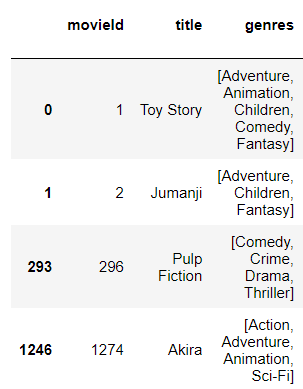 movieId title genres
0 1 Toy Story [Adventure,
Animation,
Children,
Comedy,
Fantasy]
1 2 Jumanji [Adventure,
Children,
Fantasy]
293 296 Pulp
Fiction [Comedy,
Crime,
Drama,
Thriller]
1246 1274 Akira [Action,
Adventure,
Animation,
Sci-Fi]